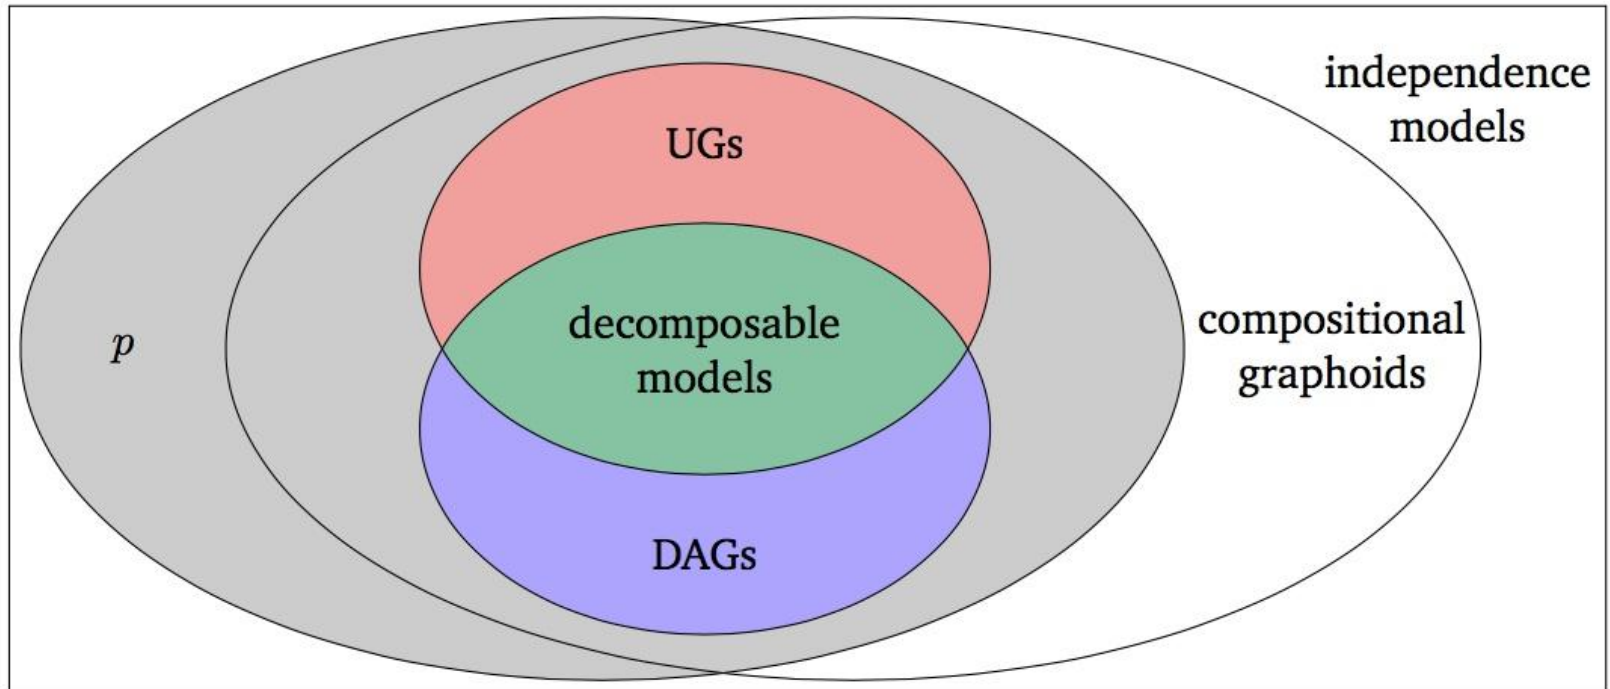 independence
models
UGs
decomposable
models
p
compositional
graphoids
DAGs